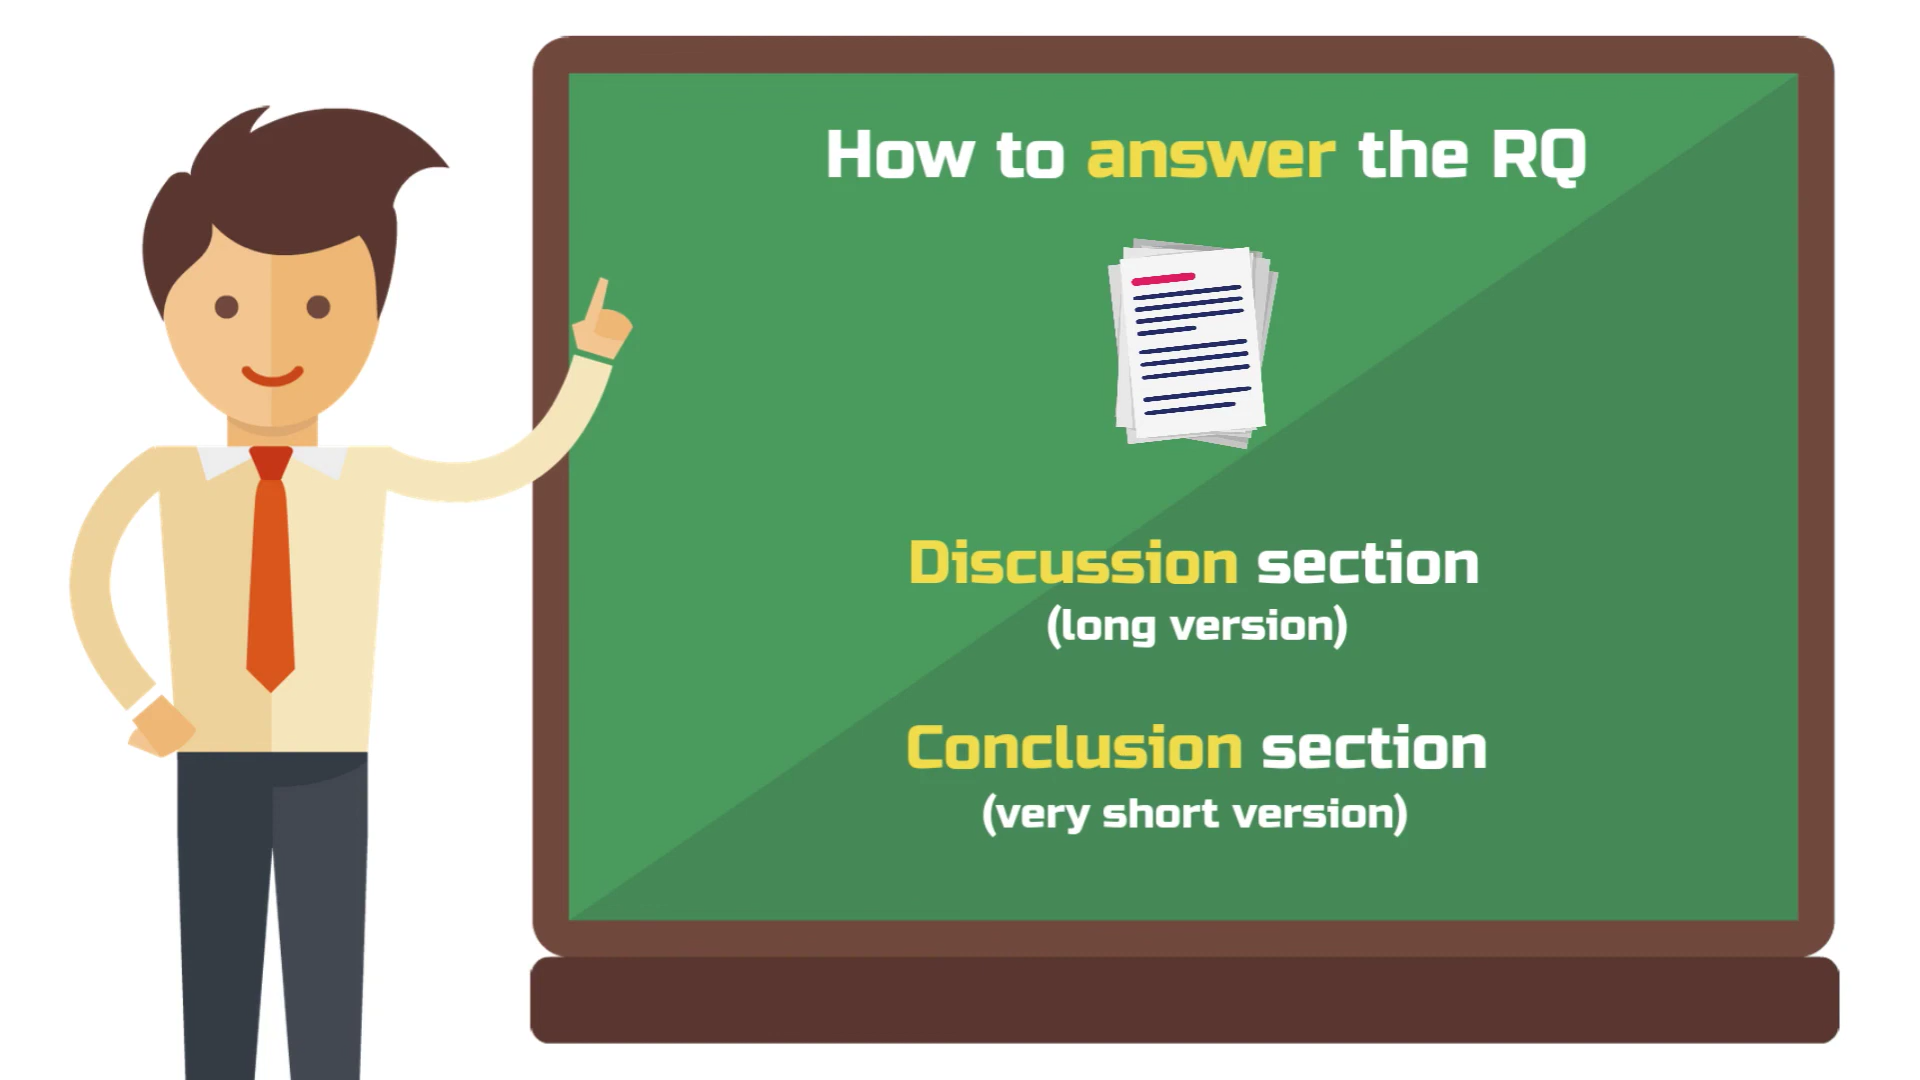 How to answer the RQ
Discussion section
(long version)
Conclusion section
(very short version)